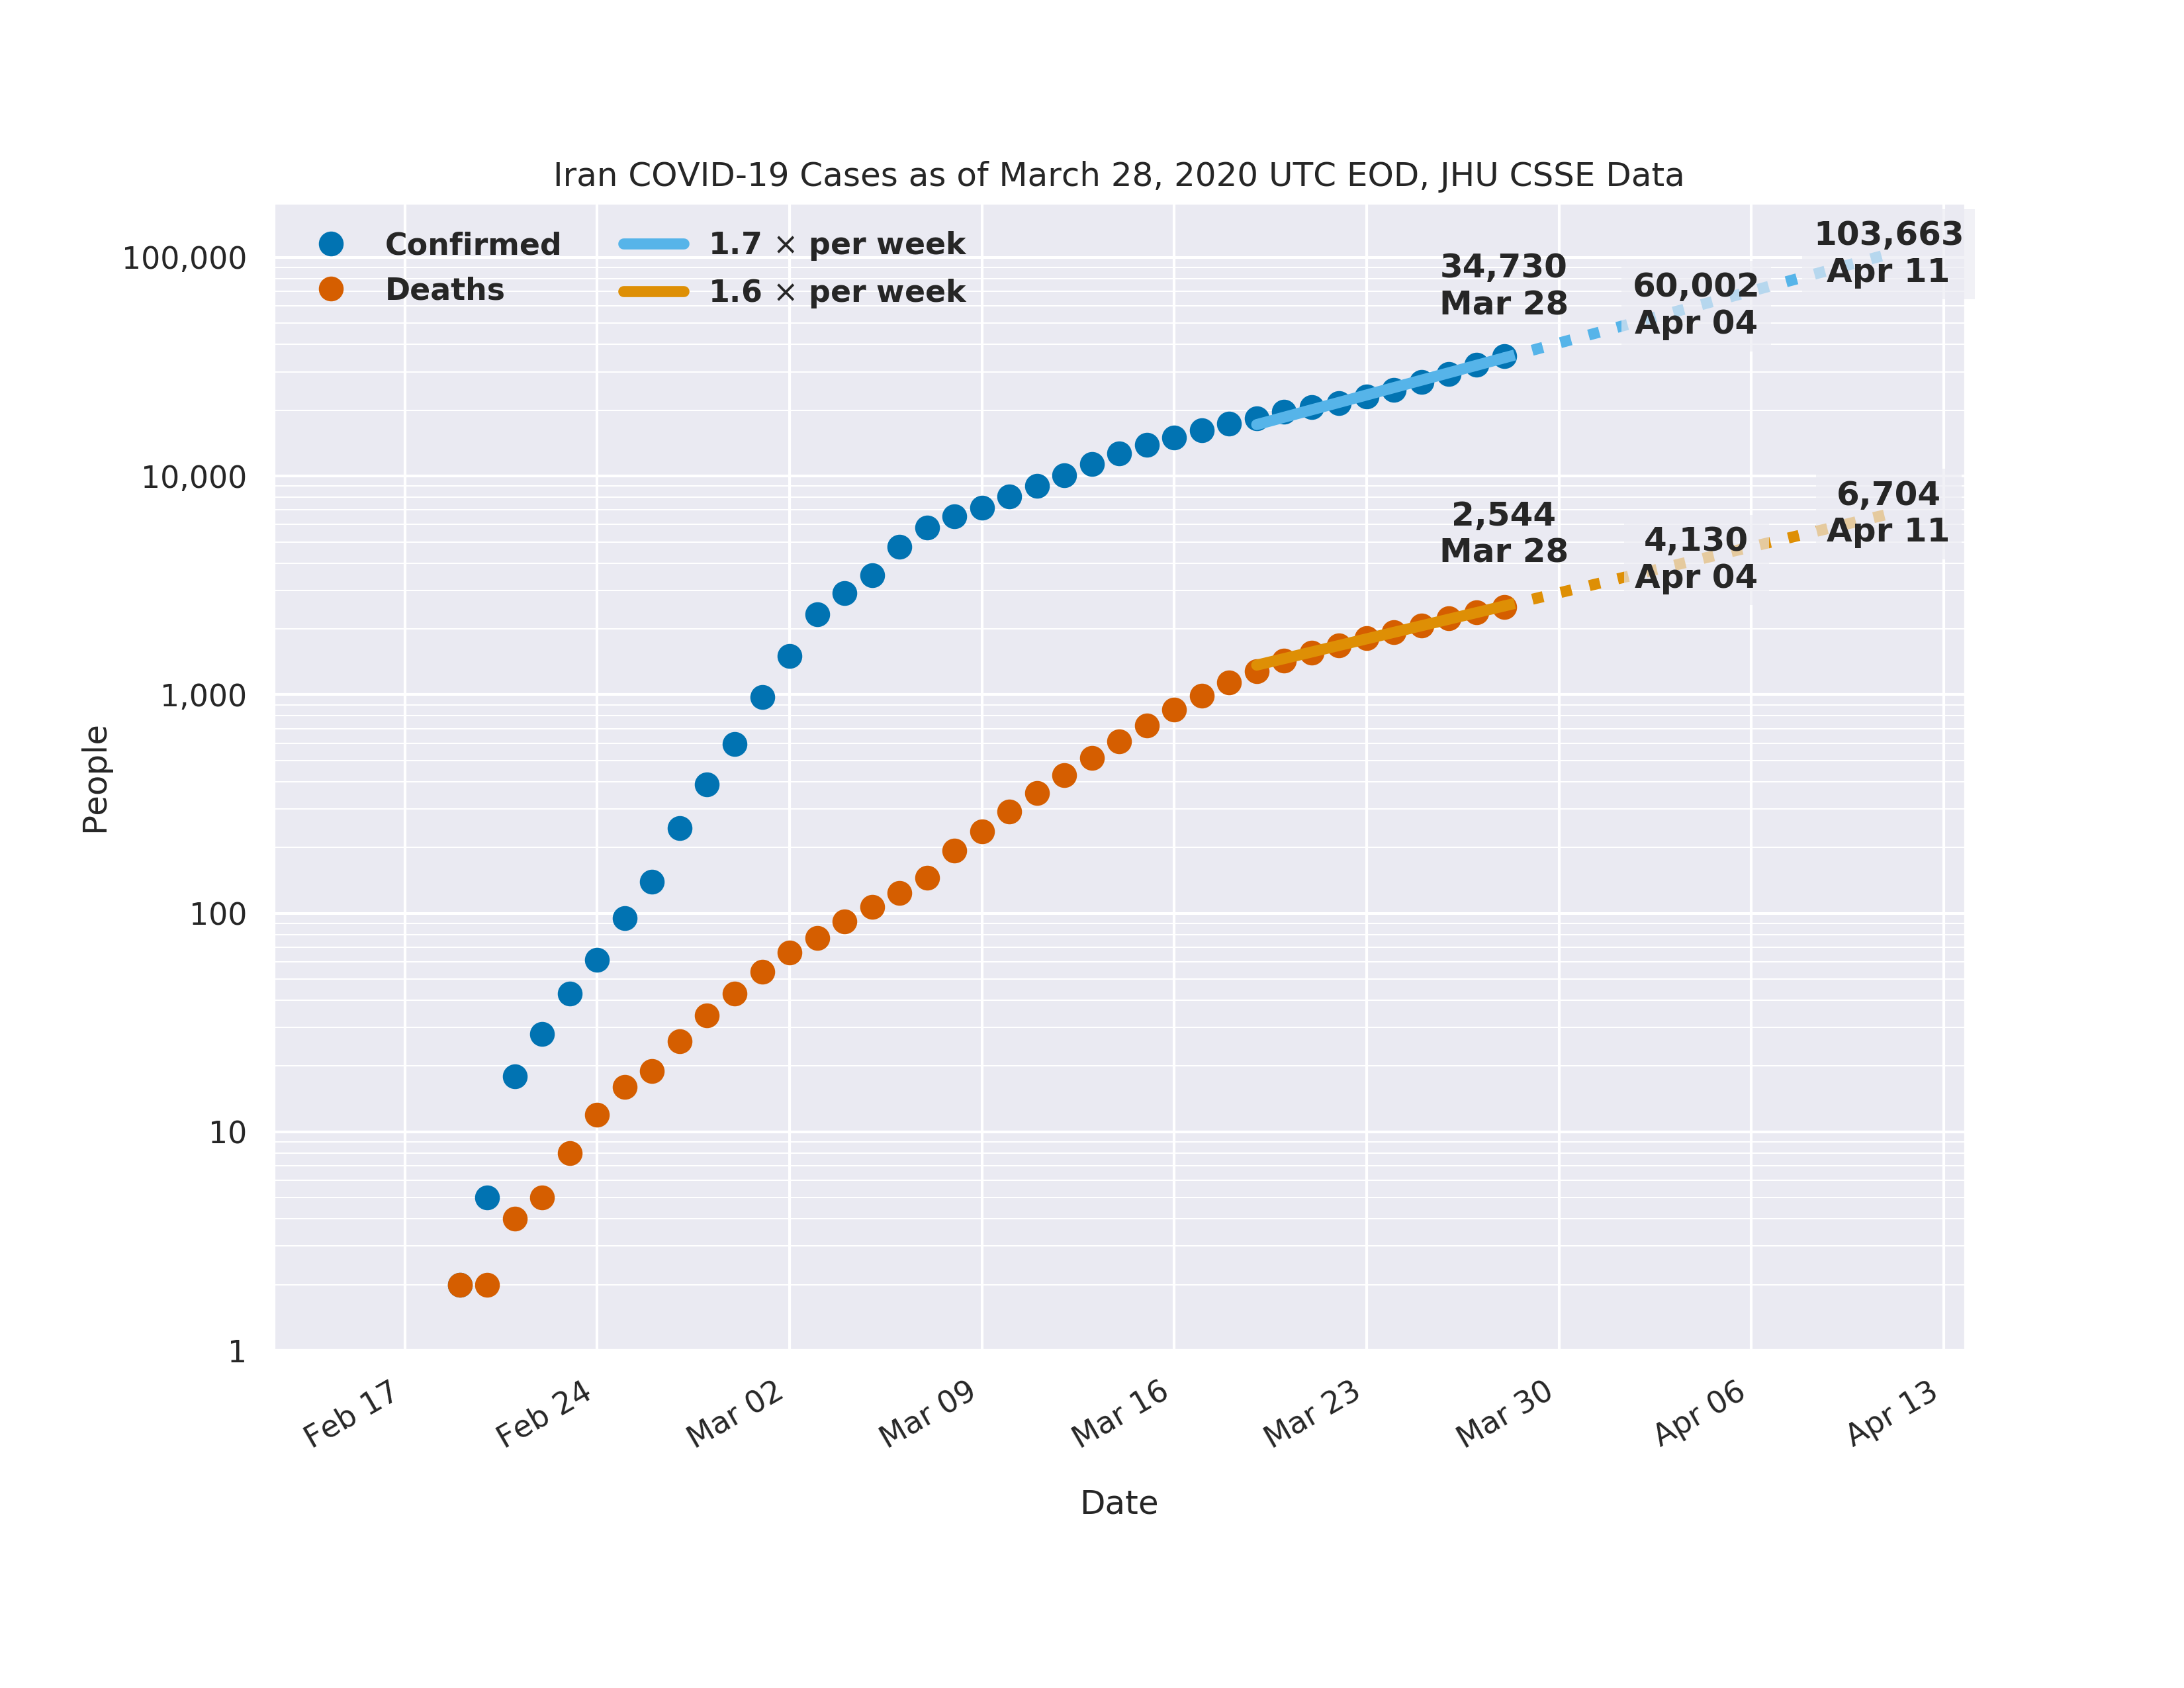 Iran COVID-19 Cases as of March 28, 2020 UTC EOD, JHU CSSE Data
Confirmed
Deaths
1.7 × per week
1.6 × per week
34,730
Mar 28
60,002
Apr 04
103,663
Apr 11
2,544
Mar 28
4,130
Apr 04
6,704
Apr 11
People
100,000
10,000
1,000
100
10
1
Feb 17
Feb 24
Mar 02
Mar 09
Mar 16
Mar 23
Mar 30
Apr 06
Apr 13
Date